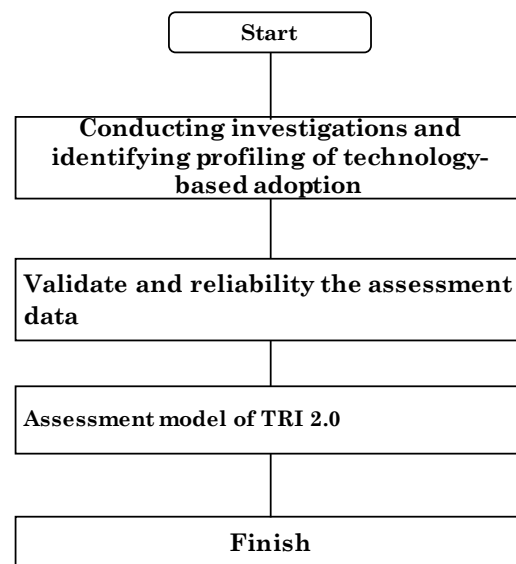 Start
Conducting investigations and
identifying profiling of technology-
based adoption
Validate and reliability the assessment
data
Assessment model of TRI 2.0
Finish